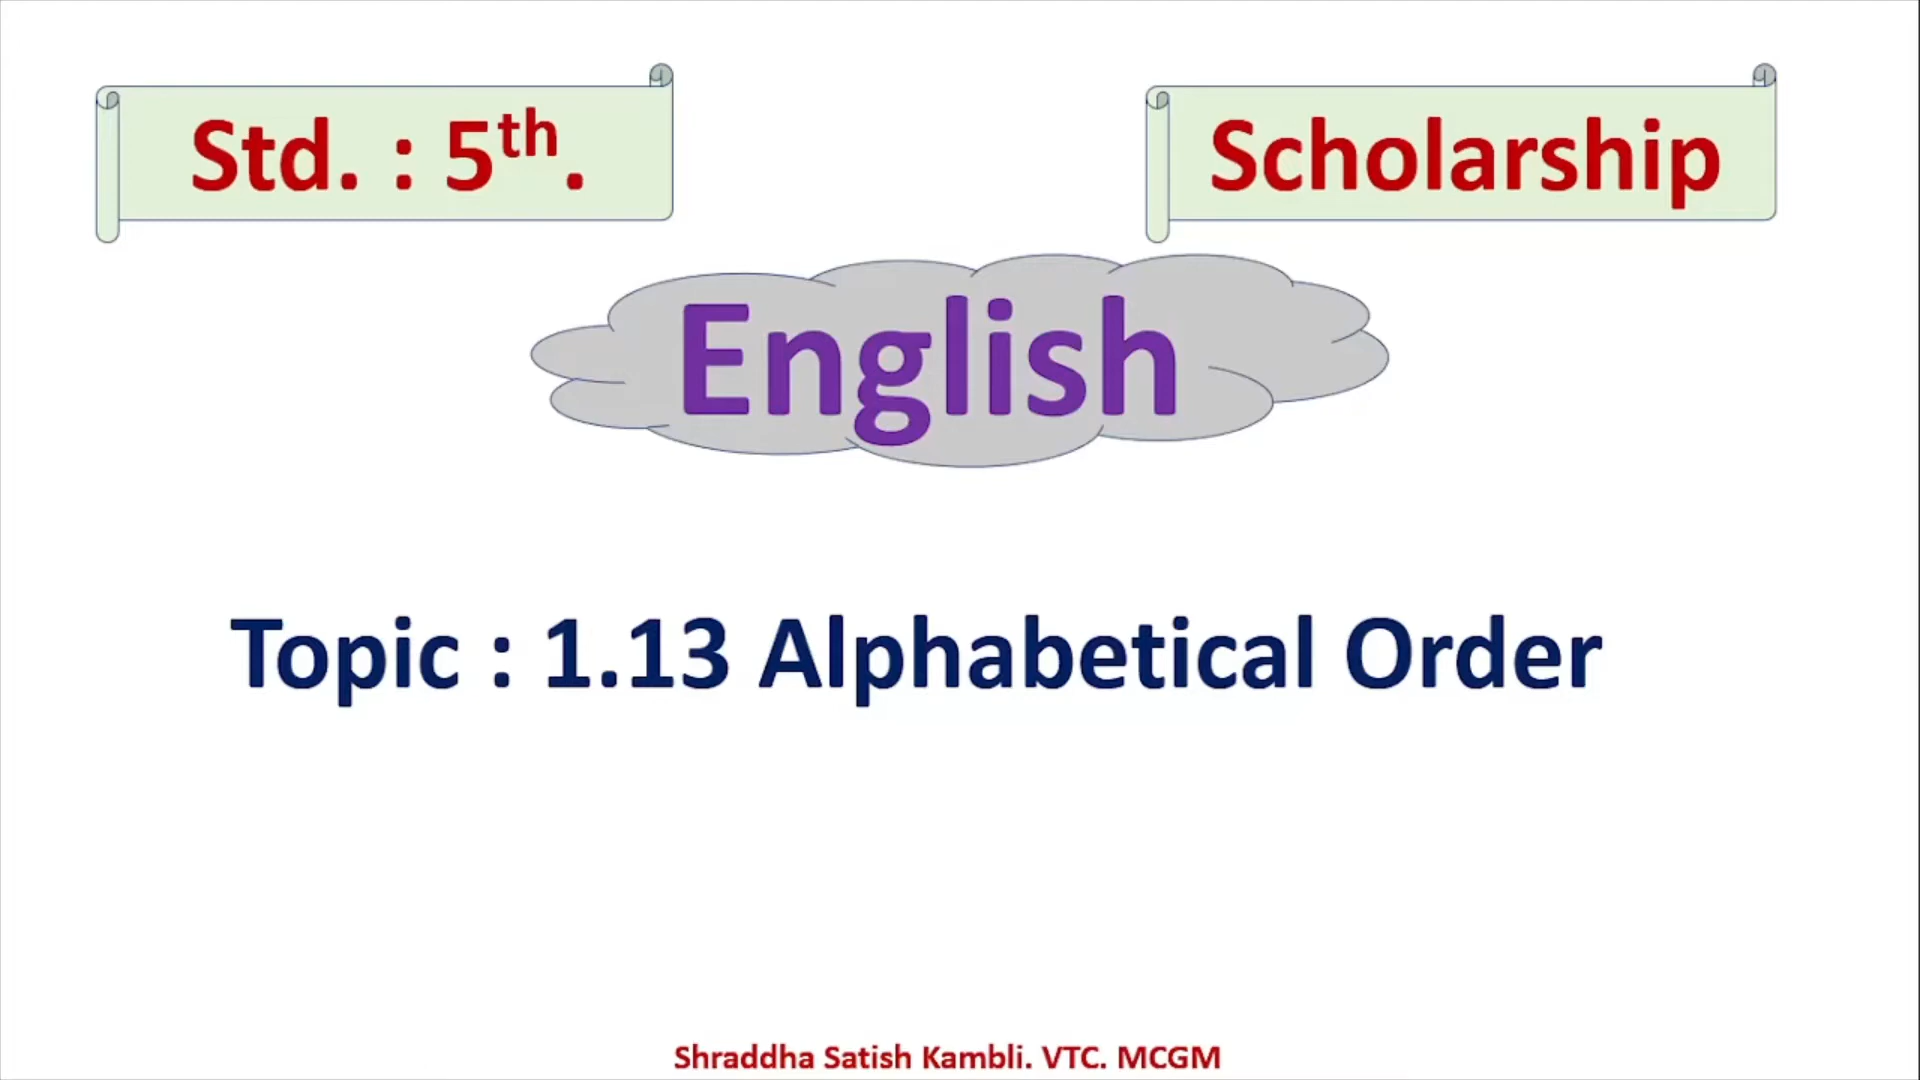 Std. : 5th.
Scholarship
English
Topic : 1.13 Alphabetical Order
Shraddha Satish Kambli. VTC. MCGM